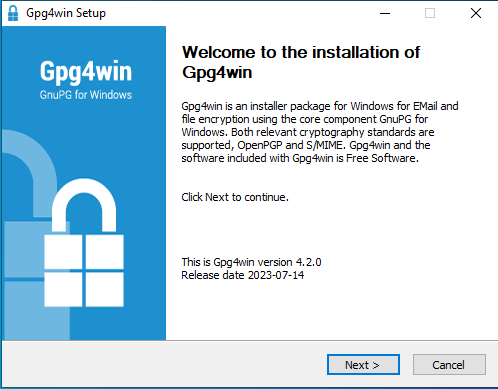 Gpg4win Setup
Gpg4win
GnuPG for Windows
Welcome to the installation of
Gpg4win
Gpg4win is an installer package for Windows for EMail and
file encryption using the core component GnuPG for
Windows. Both relevant cryptography standards are
supported, OpenPGP and S/MIME. Gpg4win and the
software included with Gpg4win is Free Software.
Click Next to continue.
This is Gpg4win version 4.2.0
Release date 2023-07-14
Next >
Cancel